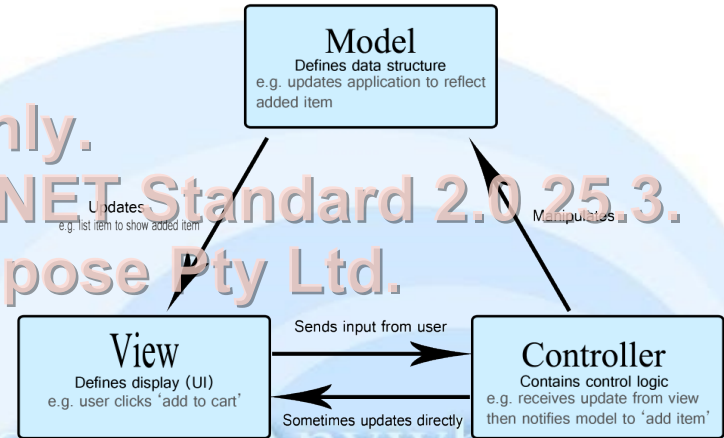 Model
Defines data structure
e.g. updates application to reflect
added item
nly.
NET Standard 2.0 25.3.
Updates
e.g. list item to show added item
Manipulates
pose Pty Ltd.
View
Defines display (UI)
e.g. user clicks ‘add to cart’
Sends input from user
Sometimes updates directly
Controller
Contains control logic
e.g. receives update from view
then notifies model to ‘add item’